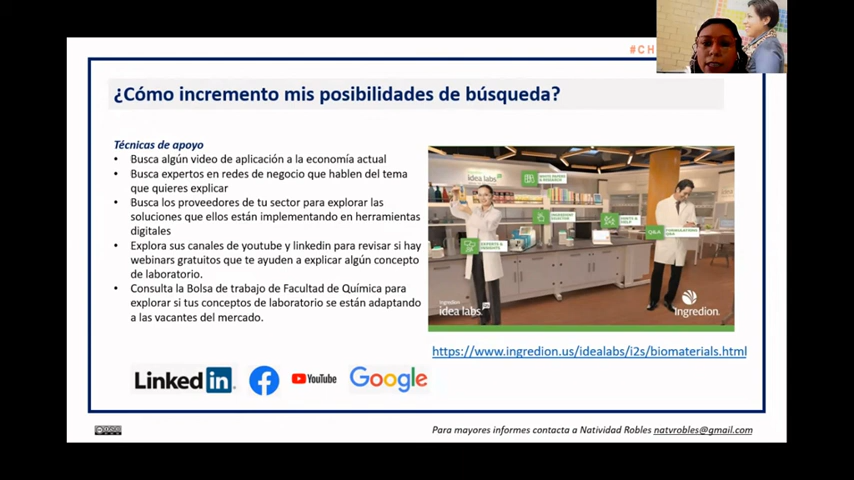 #CH
¿Cómo incremento mis posibilidades de búsqueda?
Técnicas de apoyo
• Busca algún video de aplicación a la economía actual
• Busca expertos en redes de negocio que hablen del tema
que quieres explicar
• Busca los proveedores de tu sector para explorar las
soluciones que ellos están implementando en herramientas
digitales
• Explora sus canales de youtube y linkedin para revisar si hay
webinars gratuitos que te ayuden a explicar algún concepto
de laboratorio.
• Consulta la Bolsa de trabajo de Facultad de Química para
explorar si tus conceptos de laboratorio se están adaptando
a las vacantes del mercado.
idea labs
Q&A
ingredion
idea labs
Ingredion.
https://www.ingredion.us/idealabs/i2s/biomaterials.html
Linked in
YouTube
Google
Para mayores informes contacta a Natividad Robles natvrobles@gmail.com